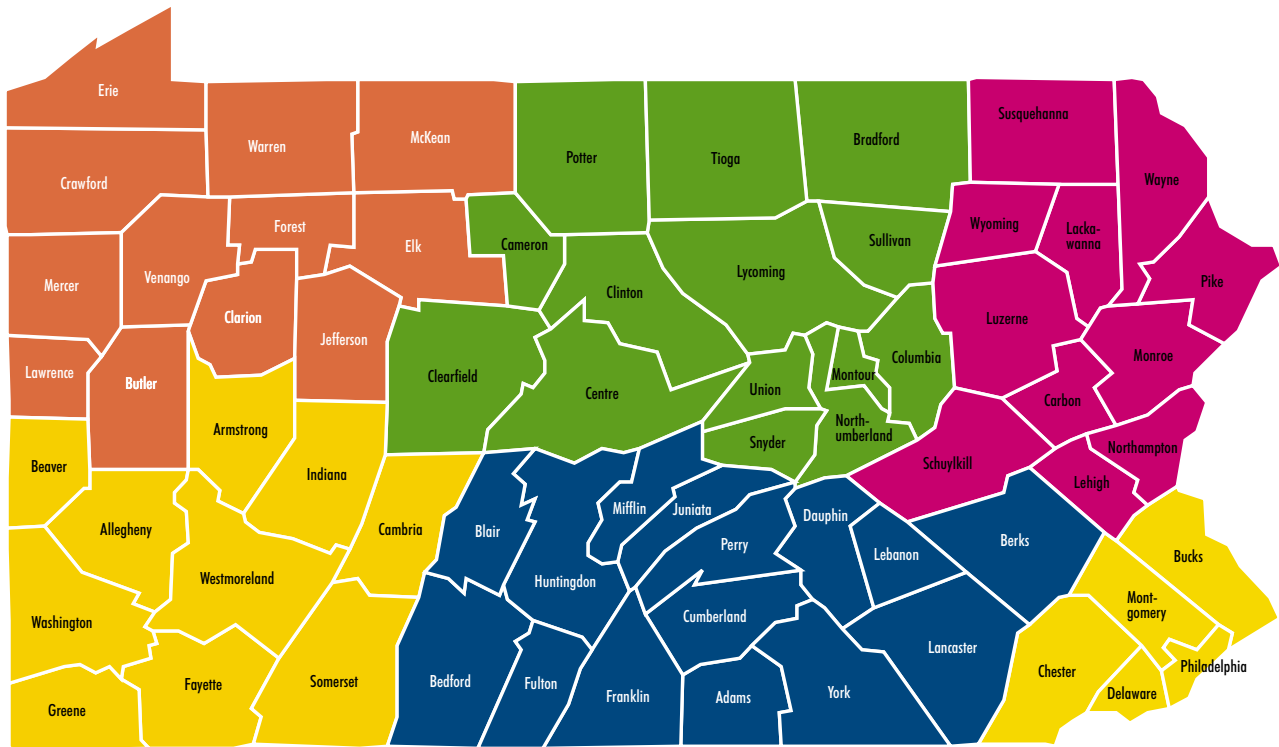 Erie
Susquehanna
McKean
Bradford
Warren
Potter
Tioga
Crawford
Wayne
Forest
Wyoming
Lacka-
wanna
Elk
Cameron
Sullivan
Lycoming
Mercer
Venango
Pike
Clinton
Clarion
Luzerne
Jefferson
Columbia
Monroe
Lawrence
Butler
Clearfield
Montour
Centre
Union
Carbon
Armstrong
North-
umberland
Snyder
Northampton
Beaver
Indiana
Schuylkill
Lehigh
Allegheny
Cambria
Blair
Mifflin
Juniata
Dauphin
Perry
Lebanon
Berks
Bucks
Westmoreland
Huntingdon
Mont-
gomery
Washington
Cumberland
Lancaster
Philadelphia
Chester
Fayette
Somerset
Bedford
Fulton
Franklin
Adams
York
Delaware
Greene